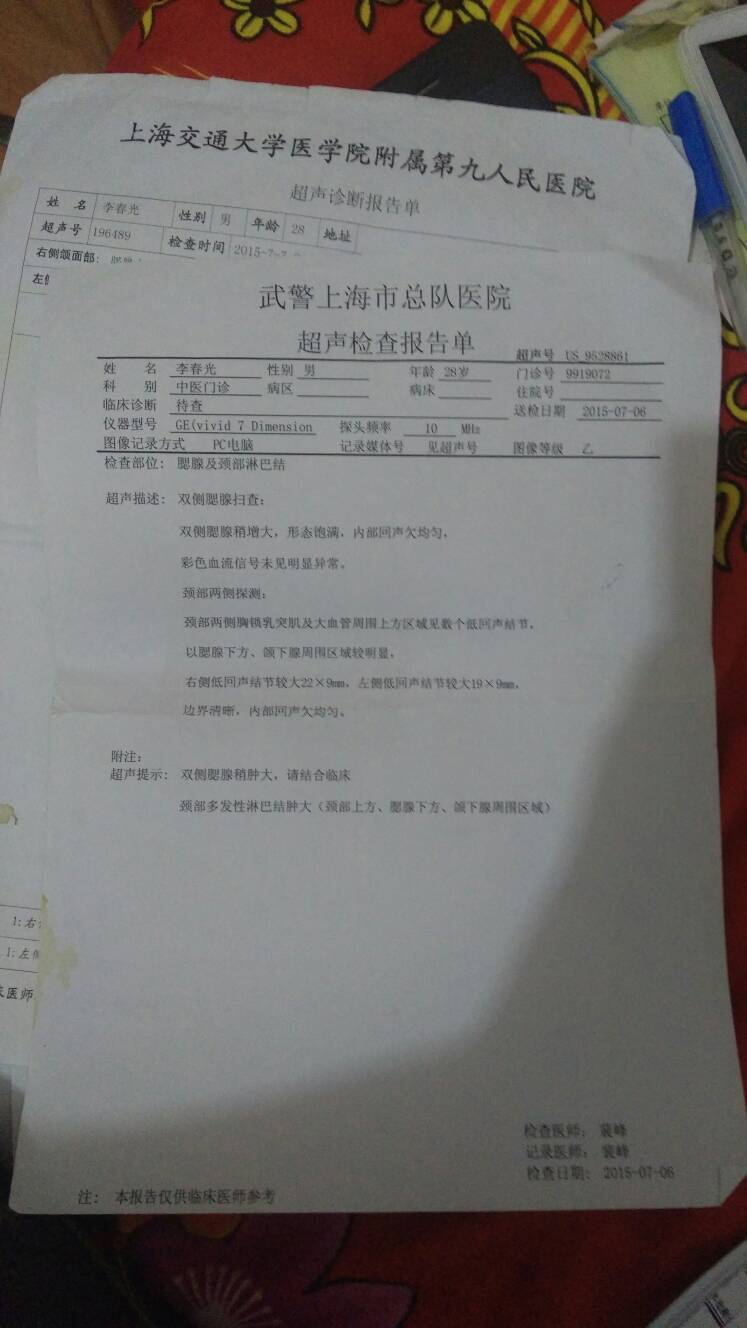 上海交通大学医学院附属第九人民医院
超声诊断报告单
姓 名 李春光 性别 男 年龄 28 地址
超声号 196489 检查时间 2015-7-7
右侧颌面部:
武警上海市总队医院
超声检查报告单
超声号 US_9528861
姓 名 李春光 性别 男 年龄 28岁 门诊号 9919072
科 别 中医门诊 病区 病床 住院号
临床诊断 待查 送检日期 2015-07-06
仪器型号 GE(vivid 7 Dimension 探头频率 10 MHz
图像记录方式 PC电脑 记录媒体号 见超声号 图像等级 乙
检查部位: 腮腺及颈部淋巴结
超声描述: 双侧腮腺扫查:
双侧腮腺稍增大,形态饱满,内部回声欠均匀,
彩色血流信号未见明显异常。
颈部两侧探测:
颈部两侧胸锁乳突肌及大血管周围上方区域见数个低回声结节,
以腮腺下方、颌下腺周围区域较明显,
右侧低回声结节较大22×9mm,左侧低回声结节较大19×9mm,
边界清晰,内部回声欠均匀。
附注:
超声提示: 双侧腮腺稍肿大,请结合临床
颈部多发性淋巴结肿大(颈部上方、腮腺下方、颌下腺周围区域)
1:右
1:左侧
医师
检查医师: 裴峰
记录医师: 裴峰
检查日期: 2015-07-06
注: 本报告仅供临床医师参考